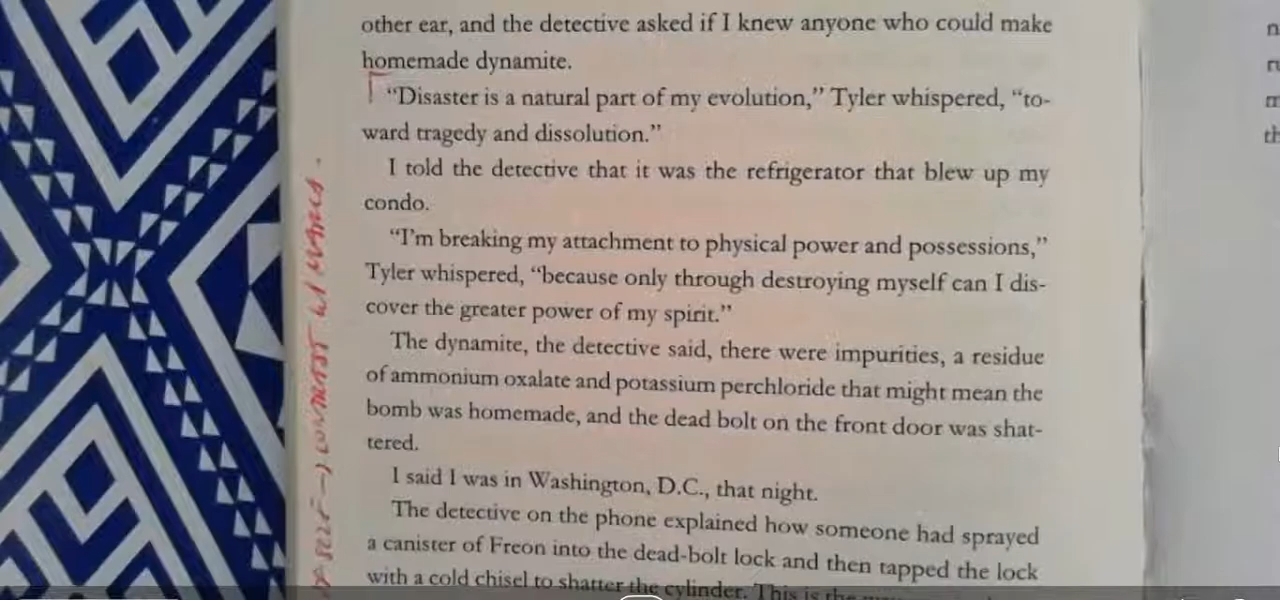 other ear, and the detective asked if I knew anyone who could make
homemade dynamite.
“Disaster is a natural part of my evolution,” Tyler whispered, “to-
ward tragedy and dissolution.”
I told the detective that it was the refrigerator that blew up my
condo.
“I’m breaking my attachment to physical power and possessions,”
Tyler whispered, “because only through destroying myself can I dis-
cover the greater power of my spirit.”
The dynamite, the detective said, there were impurities, a residue
of ammonium oxalate and potassium perchloride that might mean the
bomb was homemade, and the dead bolt on the front door was shat-
tered.
I said I was in Washington, D.C., that night.
The detective on the phone explained how someone had sprayed
a canister of Freon into the dead-bolt lock and then tapped the lock
with a cold chisel to shatter the cylinder. This is the